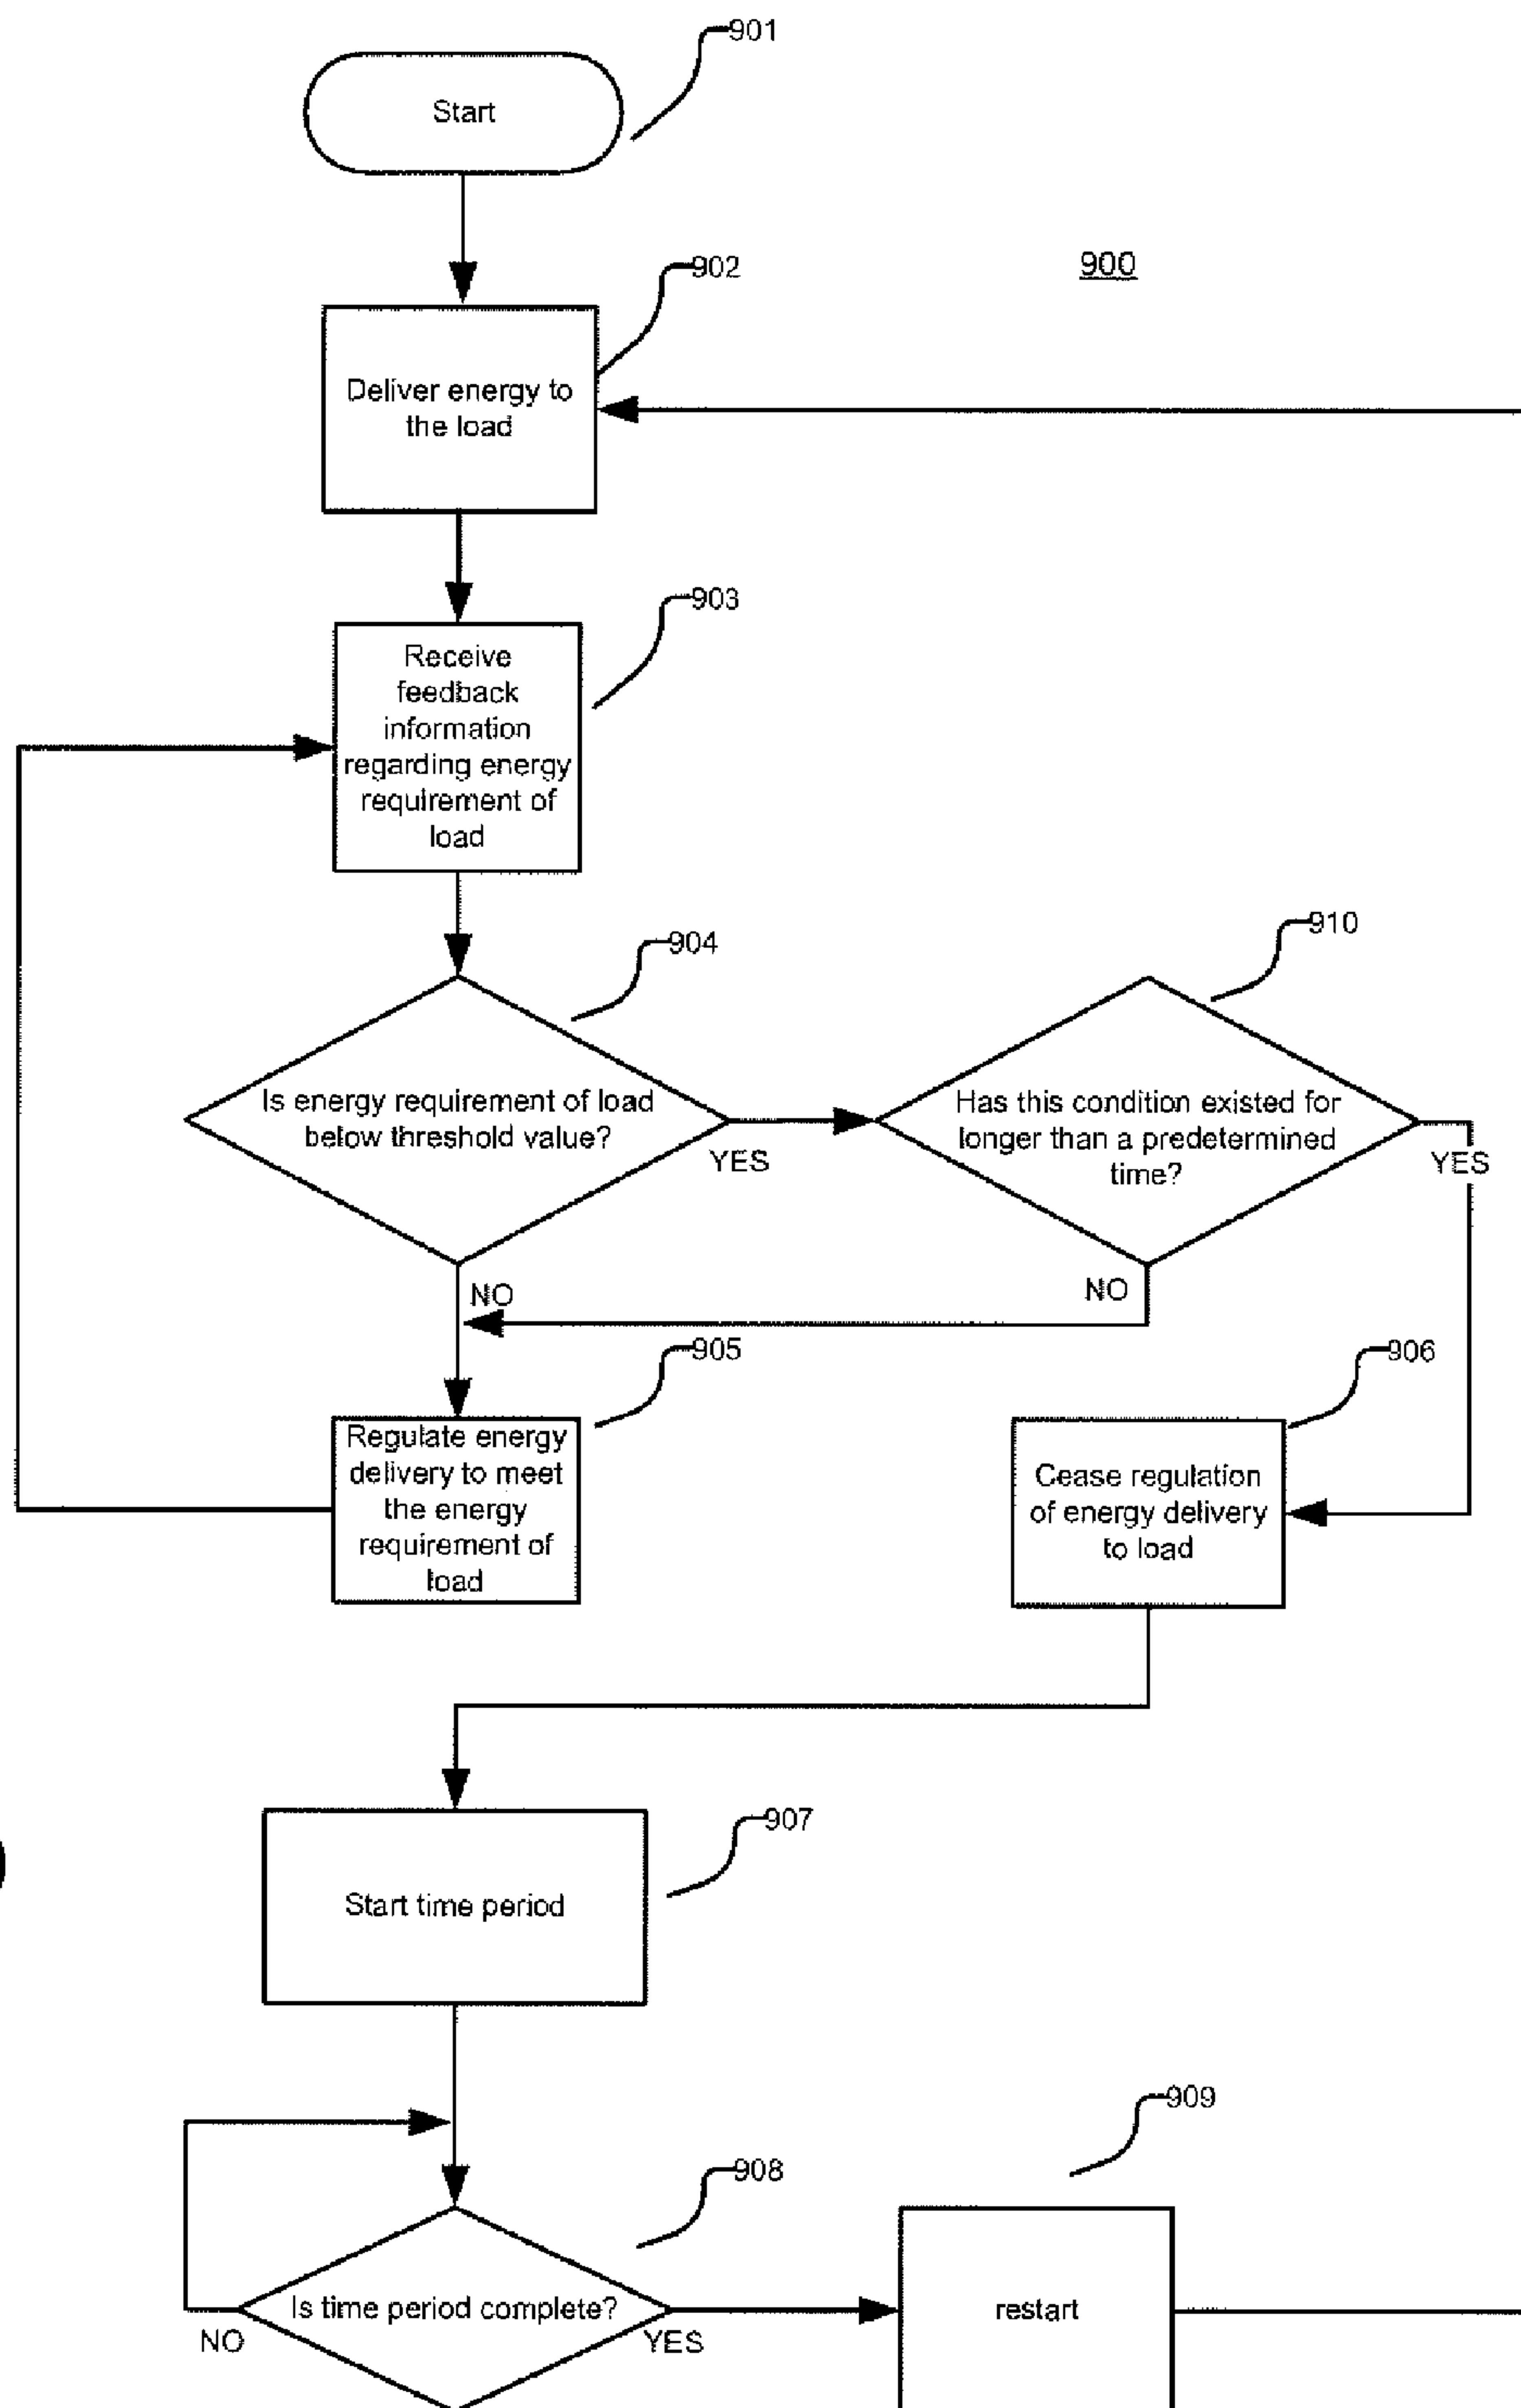 901
Start
902
900
Deliver energy to
the load
903
Receive
feedback
information
regarding energy
requirement of
load
904
910
Is energy requirement of load
below threshold value?
YES
Has this condition existed for
longer than a predetermined
time?
YES
NO
NO
905
906
Regulate energy
delivery to meet
the energy
requirement of
load
Cease regulation
of energy delivery
to load
907
Start time period
909
908
Is time period complete?
NO
YES
restart